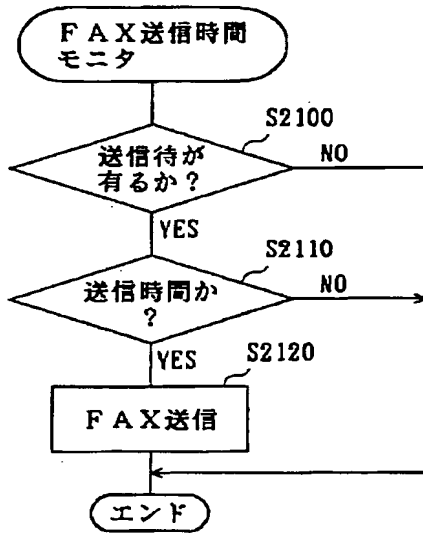 FAX送信時間
モニタ
S2100
送信待が
有るか?
NO
YES
S2110
送信時間か
?
NO
YES
S2120
FAX送信
エンド